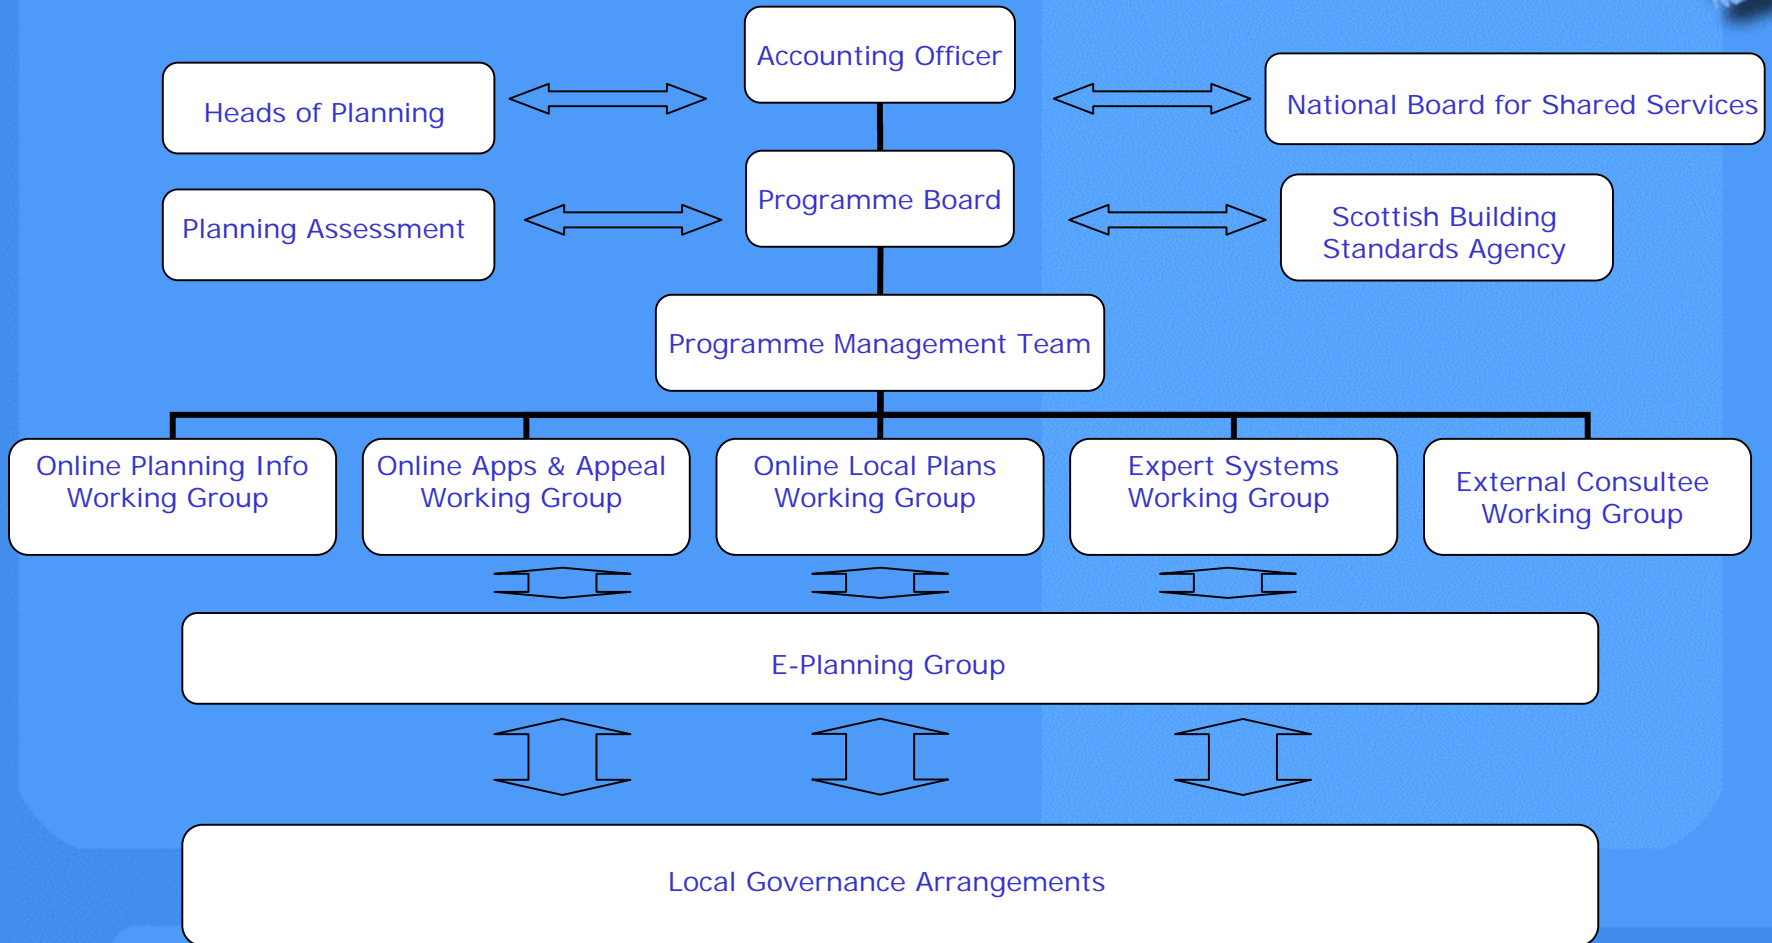 Accounting Officer
Heads of Planning
National Board for Shared Services
Programme Board
Planning Assessment
Scottish Building
Standards Agency
Programme Management Team
Online Planning Info
Working Group
Online Apps & Appeal
Working Group
Online Local Plans
Working Group
Expert Systems
Working Group
External Consultee
Working Group
E-Planning Group
Local Governance Arrangements